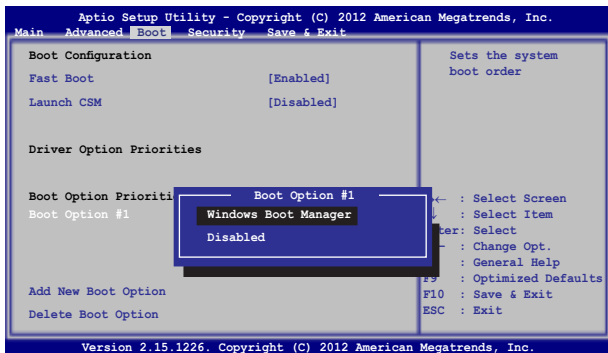 Aptio Setup Utility - Copyright (C) 2012 American Megatrends, Inc.
Main Advanced Boot Security Save & Exit
Boot Configuration
Fast Boot [Enabled]
Launch CSM [Disabled]
Driver Option Priorities
Boot Option Prioriti
Boot Option #1
Add New Boot Option
Delete Boot Option
Boot Option #1
Windows Boot Manager
Disabled
Sets the system
boot order
→← : Select Screen
↓ : Select Item
ter: Select
- : Change Opt.
: General Help
F9 : Optimized Defaults
F10 : Save & Exit
ESC : Exit
Version 2.15.1226. Copyright (C) 2012 American Megatrends, Inc.